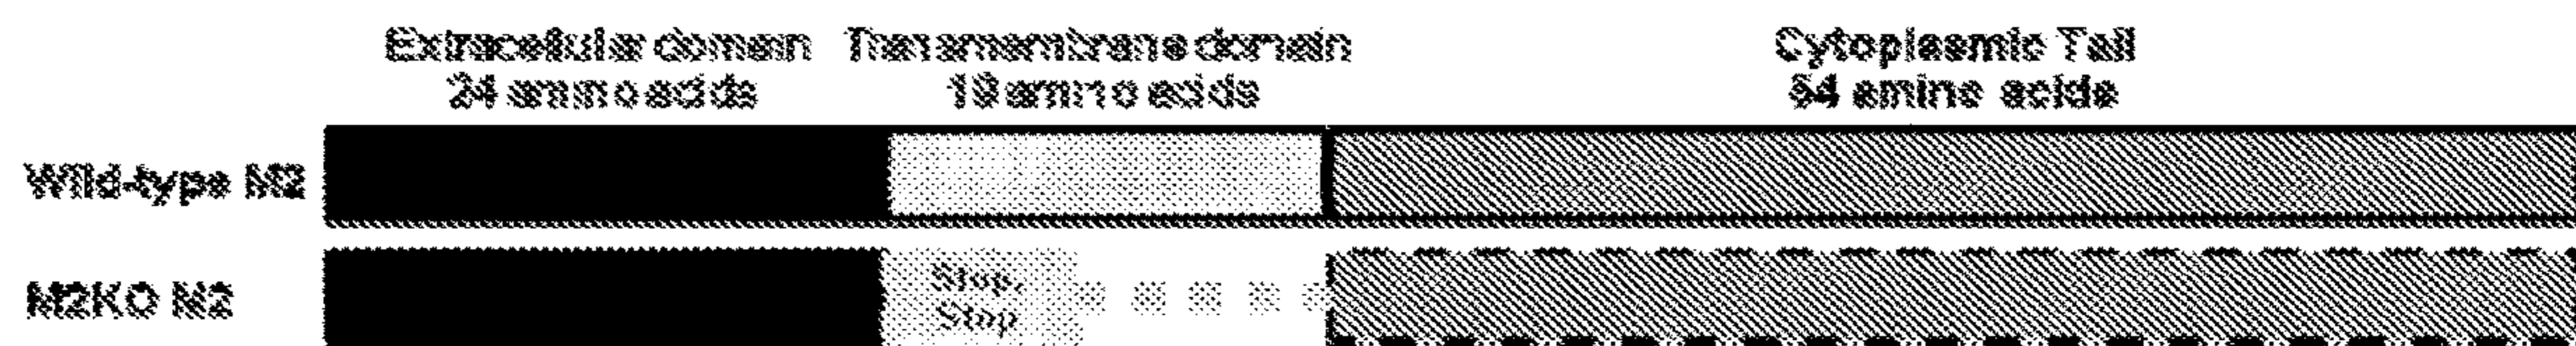 Extracellular domain
24 amino acids
Transmembrane domain
19 amino acids
Cytoplasmic Tail
54 amino acids
Wild-type M2
M2KO M2
Stop,
Stop